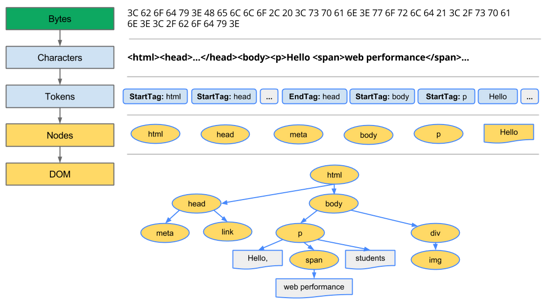 Bytes
3C 62 6F 64 79 3E 48 65 6C 6C 6F 2C 20 3C 73 70 61 6E 3E 77 6F 72 6C 64 21 3C 2F 73 70 61
6E 3E 3C 2F 62 6F 64 79 3E
Characters
<html><head>...</head><body><p>Hello <span>web performance</span>...
Tokens
StartTag: html StartTag: head ... EndTag: head StartTag: body StartTag: p Hello ...
Nodes
html head meta body p Hello
DOM
html
head body
meta link p div
Hello, span students img
web performance